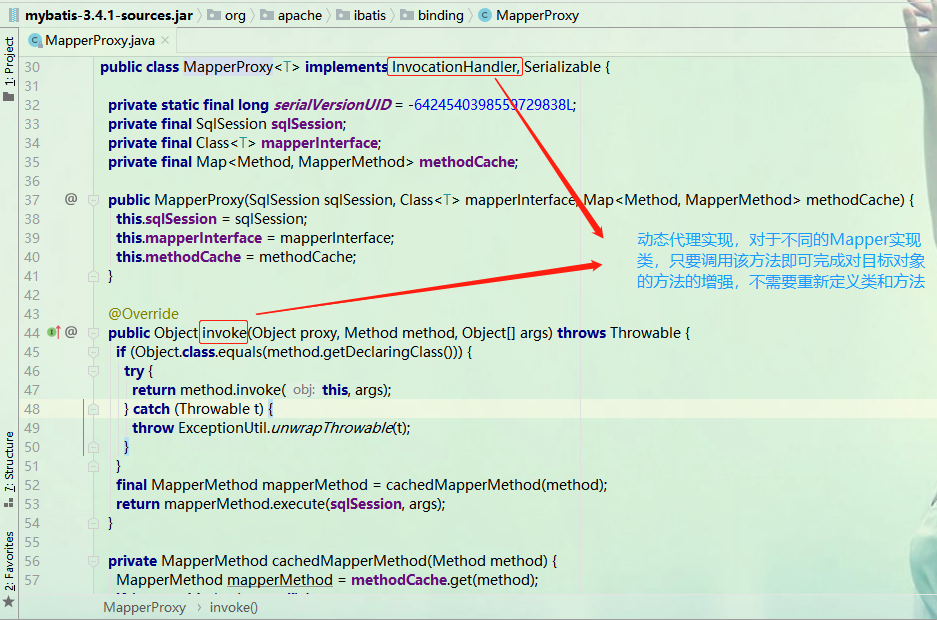 mybatis-3.4.1-sources.jar org apache ibatis binding MapperProxy
MapperProxy.java
1: Project
7: Structure
2: Favorites
30 public class MapperProxy<T> implements InvocationHandler, Serializable {
31
32 private static final long serialVersionUID = -6424540398559729838L;
33 private final SqlSession sqlSession;
34 private final Class<T> mapperInterface;
35 private final Map<Method, MapperMethod> methodCache;
36
37 @ public MapperProxy(SqlSession sqlSession, Class<T> mapperInterface, Map<Method, MapperMethod> methodCache) {
38 this.sqlSession = sqlSession;
39 this.mapperInterface = mapperInterface;
40 this.methodCache = methodCache;
41 }
42
43 @Override
44 @ public Object invoke(Object proxy, Method method, Object[] args) throws Throwable {
45 if (Object.class.equals(method.getDeclaringClass())) {
46 try {
47 return method.invoke( obj: this, args);
48 } catch (Throwable t) {
49 throw ExceptionUtil.unwrapThrowable(t);
50 }
51 }
52 final MapperMethod mapperMethod = cachedMapperMethod(method);
53 return mapperMethod.execute(sqlSession, args);
54 }
55
56 private MapperMethod cachedMapperMethod(Method method) {
57 MapperMethod mapperMethod = methodCache.get(method);
动态代理实现，对于不同的Mapper实现
类，只要调用该方法即可完成对目标对象
的方法的增强，不需要重新定义类和方法
MapperProxy › invoke()